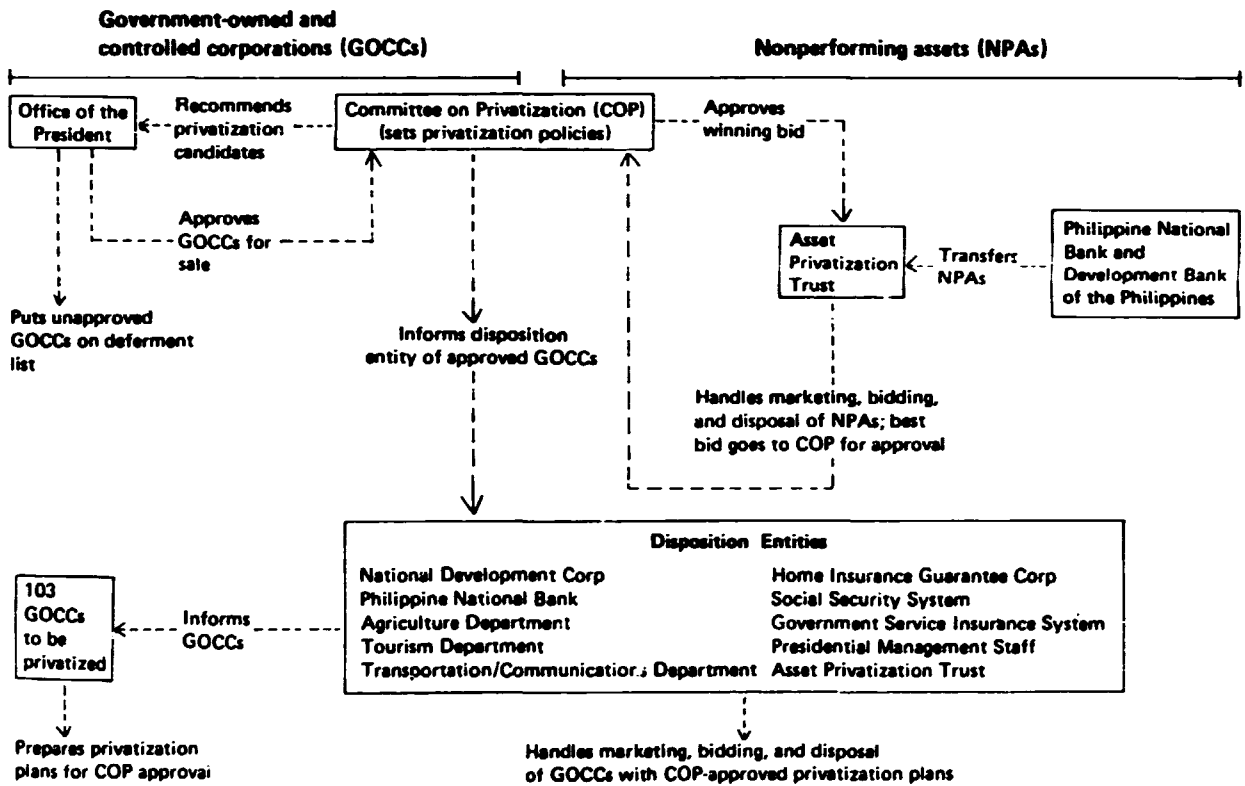 Government-owned and
controlled corporations (GOCCs)
Nonperforming assets (NPAs)
Office of the
President
Recommends
privatization
candidates
Committee on Privatization (COP)
(sets privatization policies)
Approves
winning bid
Approves
GOCCs for
sale
Asset
Privatization
Trust
Transfers
NPAs
Philippine National
Bank and
Development Bank
of the Philippines
Puts unapproved
GOCCs on deferment
list
Informs disposition
entity of approved GOCCs
Handles marketing, bidding,
and disposal of NPAs; best
bid goes to COP for approval
Disposition Entities
National Development Corp
Philippine National Bank
Agriculture Department
Tourism Department
Transportation/Communications Department
Home Insurance Guarantee Corp
Social Security System
Government Service Insurance System
Presidential Management Staff
Asset Privatization Trust
103
GOCCs
to be
privatized
Informs
GOCCs
Prepares privatization
plans for COP approval
Handles marketing, bidding, and disposal
of GOCCs with COP-approved privatization plans